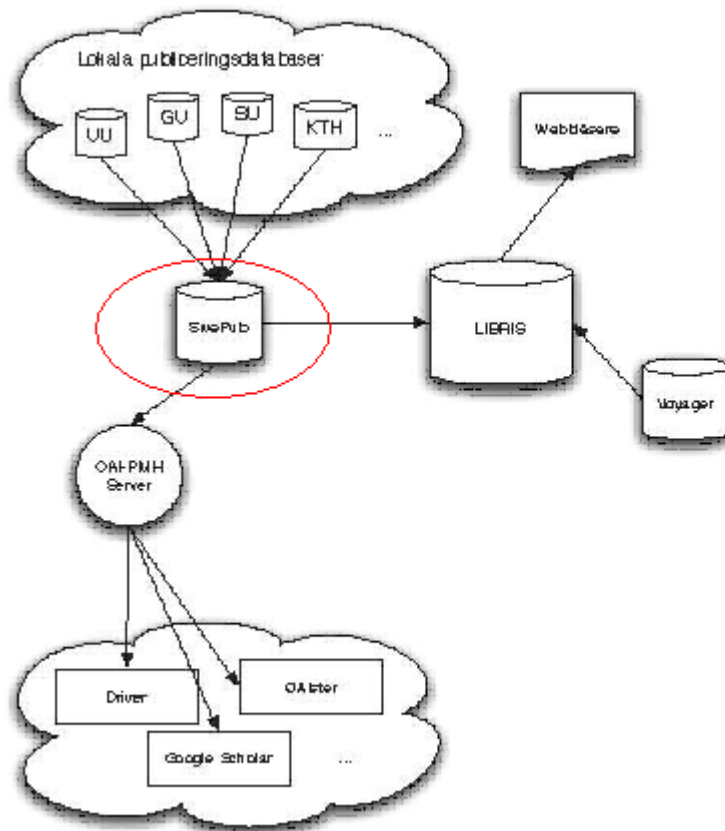 Lokala publiceringsdatabaser
UU
GU
SU
KTH
...
Webbläsare
SwePub
LIBRIS
Voyager
OAI-PMH
Server
Driver
OAIster
Google Scholar
...